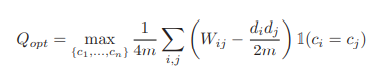 Q_{opt} = \max_{\{c_1,...,c_n\}} \frac{1}{4m} \sum_{i,j} \left( W_{ij} - \frac{d_i d_j}{2m} \right) \mathbb{1}(c_i = c_j)